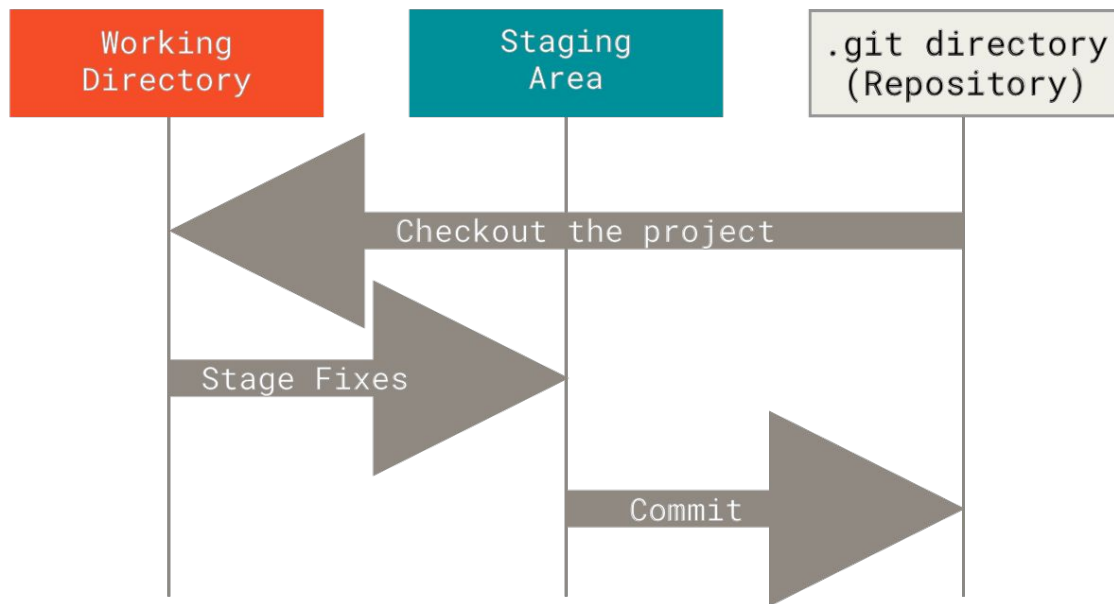 Working
Directory
Staging
Area
.git directory
(Repository)
Checkout the project
Stage Fixes
Commit